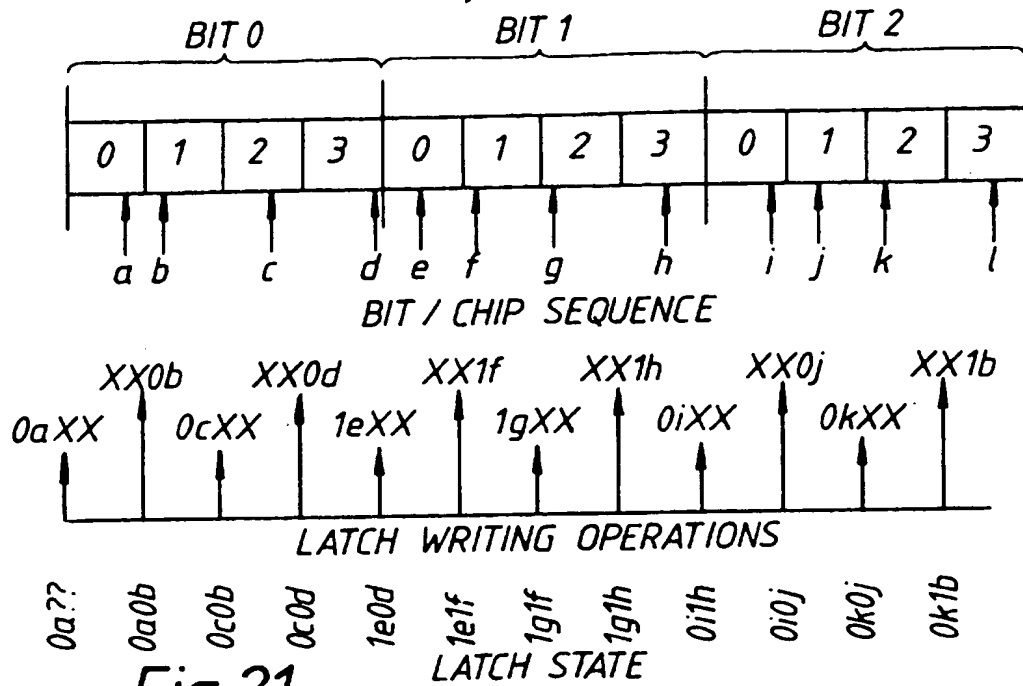 BIT 0 BIT 1 BIT 2
0 1 2 3 0 1 2 3 0 1 2 3
a b c d e f g h i j k l
BIT / CHIP SEQUENCE
XX0b XX0d XX1f XX1h XX0j XX1b
0aXX 0cXX 1eXX 1gXX 0iXX 0kXX
LATCH WRITING OPERATIONS
0a?? 0a0b 0c0b 0c0d 1e0d 1e1f 1g1f 1g1h 0i1h 0i0j 0k0j 0k1b
LATCH STATE
Fig.21